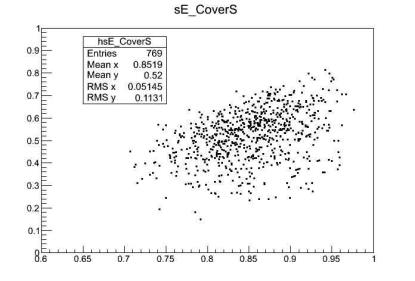 sE_CoverS
hsE_CoverS
Entries 769
Mean x 0.8519
Mean y 0.52
RMS x 0.05145
RMS y 0.1131
1
0.9
0.8
0.7
0.6
0.5
0.4
0.3
0.2
0.1
0
0.6 0.65 0.7 0.75 0.8 0.85 0.9 0.95 1